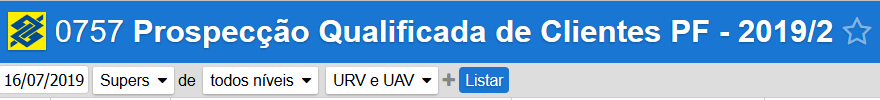 0757 Prospecção Qualificada de Clientes PF - 2019/2
16/07/2019 Supers de todos níveis URV e UAV + Listar